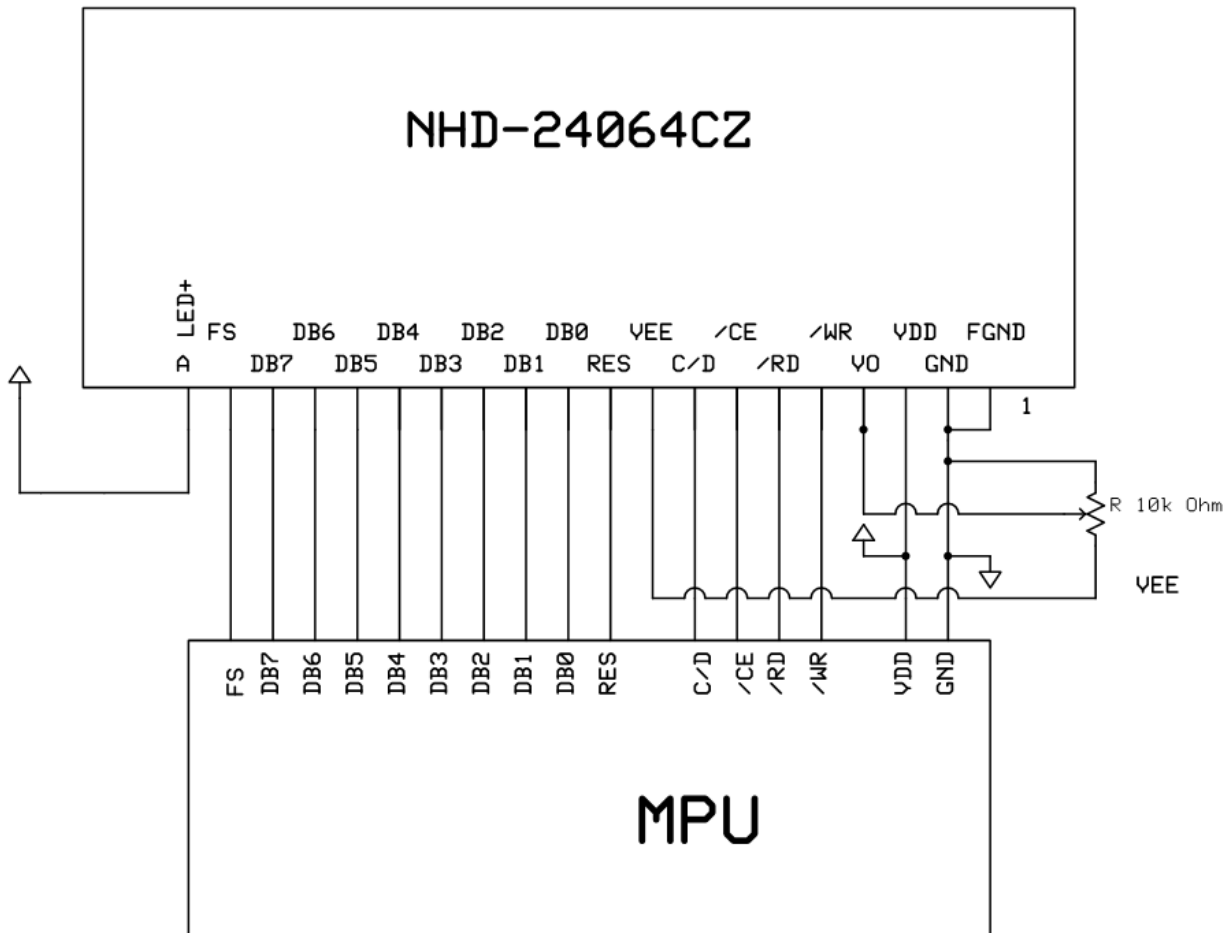 NHD-24064CZ
LED+
FS DB6 DB4 DB2 DB0 VEE /CE /WR VDD FGND
A DB7 DB5 DB3 DB1 RES C/D /RD VO GND
1
R 10k Ohm
VEE
FS DB7 DB6 DB5 DB4 DB3 DB2 DB1 DB0 RES C/D /CE /RD /WR VDD GND
MPU